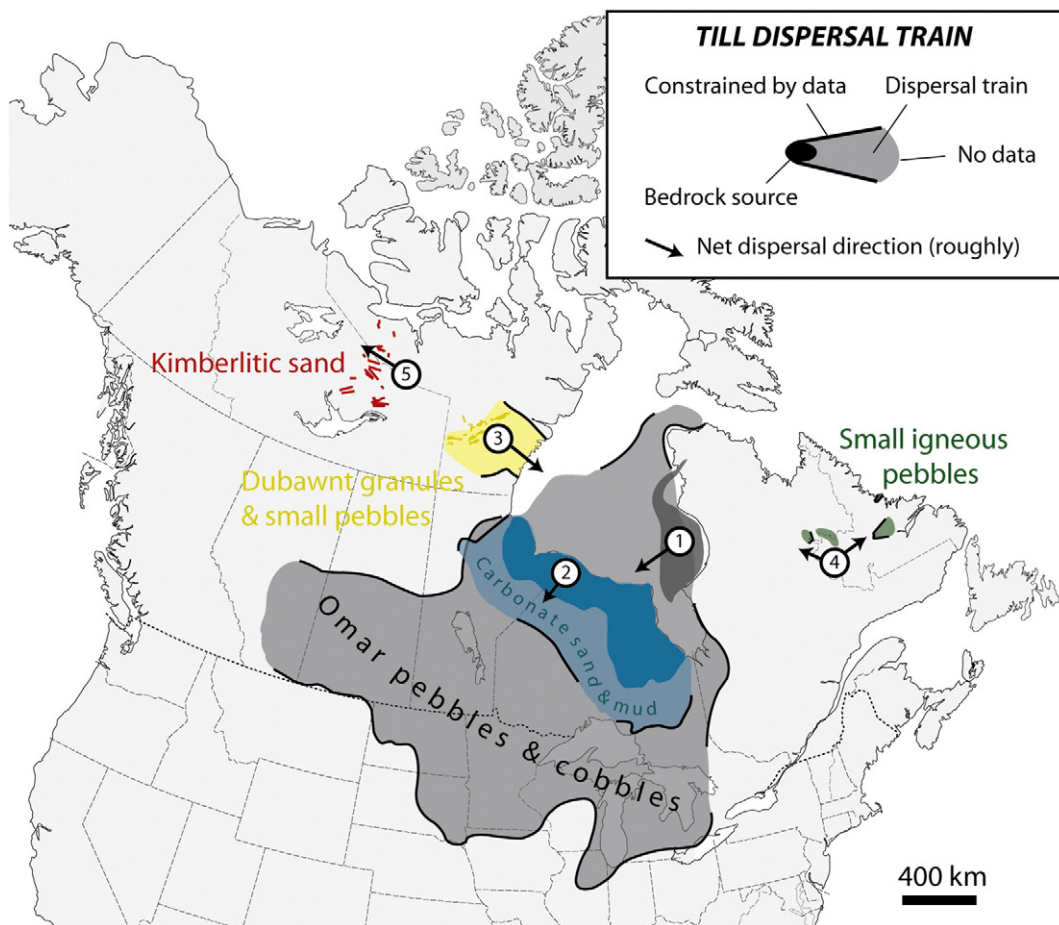 TILL DISPERSAL TRAIN
Constrained by data
Dispersal train
No data
Bedrock source
Net dispersal direction (roughly)
Kimberlitic sand
5
3
Dubawnt granules
& small pebbles
Small igneous
pebbles
1
2
4
Carbonate sand & mud
Omar pebbles & cobbles
400 km